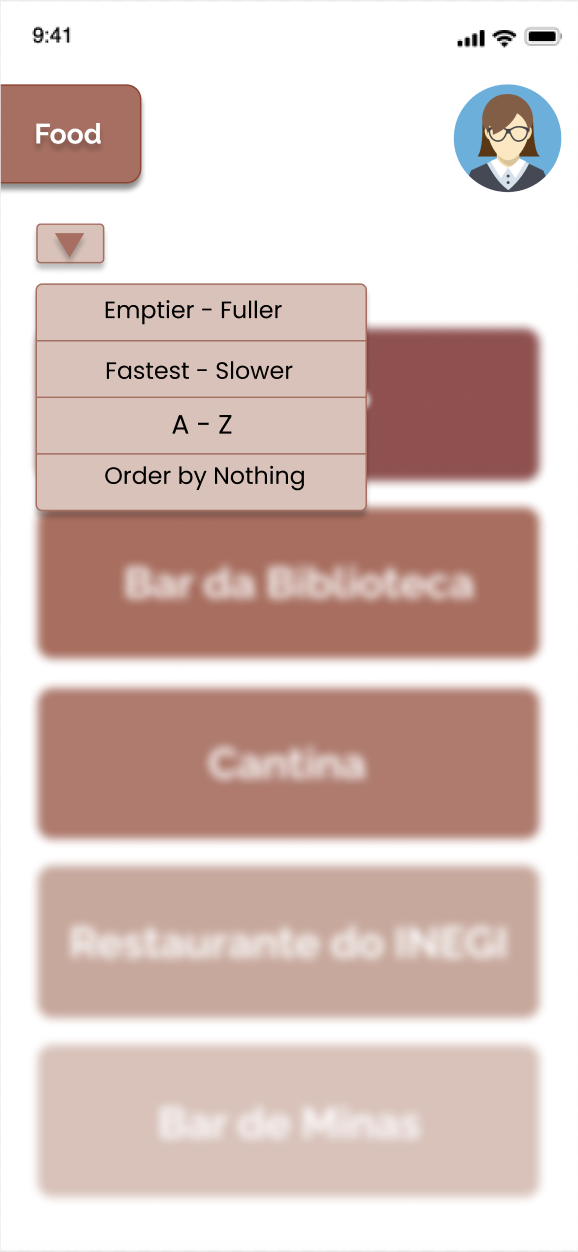 9:41
Food
Emptier - Fuller
Fastest - Slower
A - Z
Order by Nothing
Bar da Biblioteca
Cantina
Restaurante do INEGI
Bar de Minas